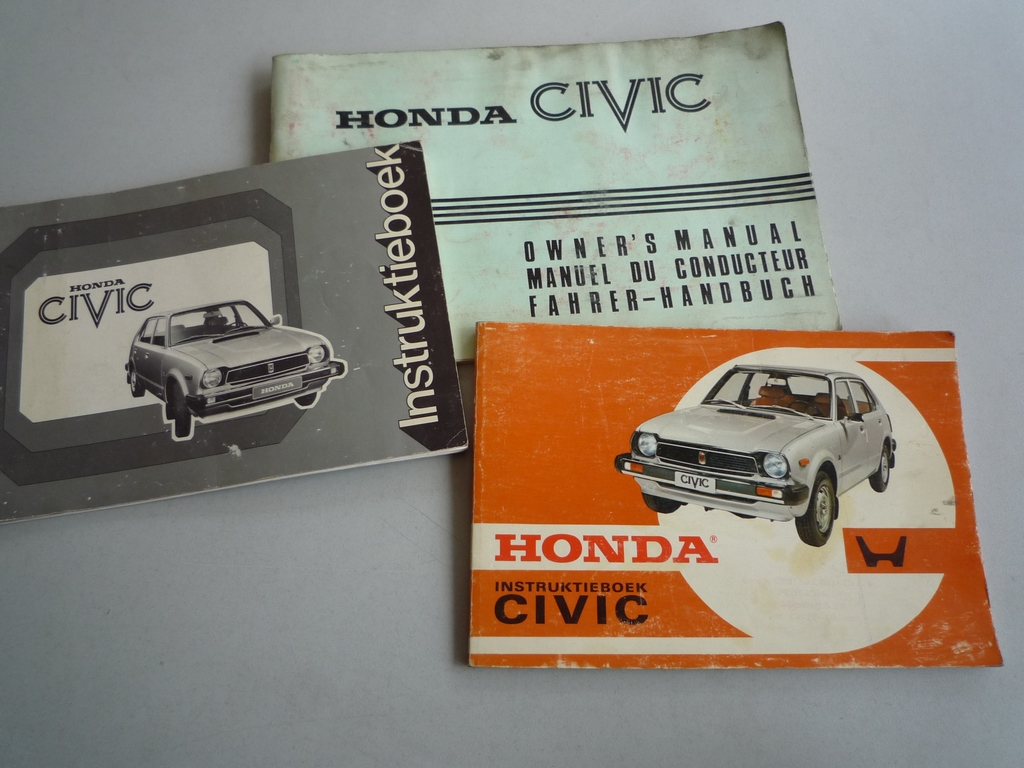 HONDA CIVIC
OWNER'S MANUAL
MANUEL DU CONDUCTEUR
FAHRER-HANDBUCH
HONDA
CIVIC
HONDA
Instruktieboek
CIVIC
HONDA®
INSTRUKTIEBOEK
CIVIC